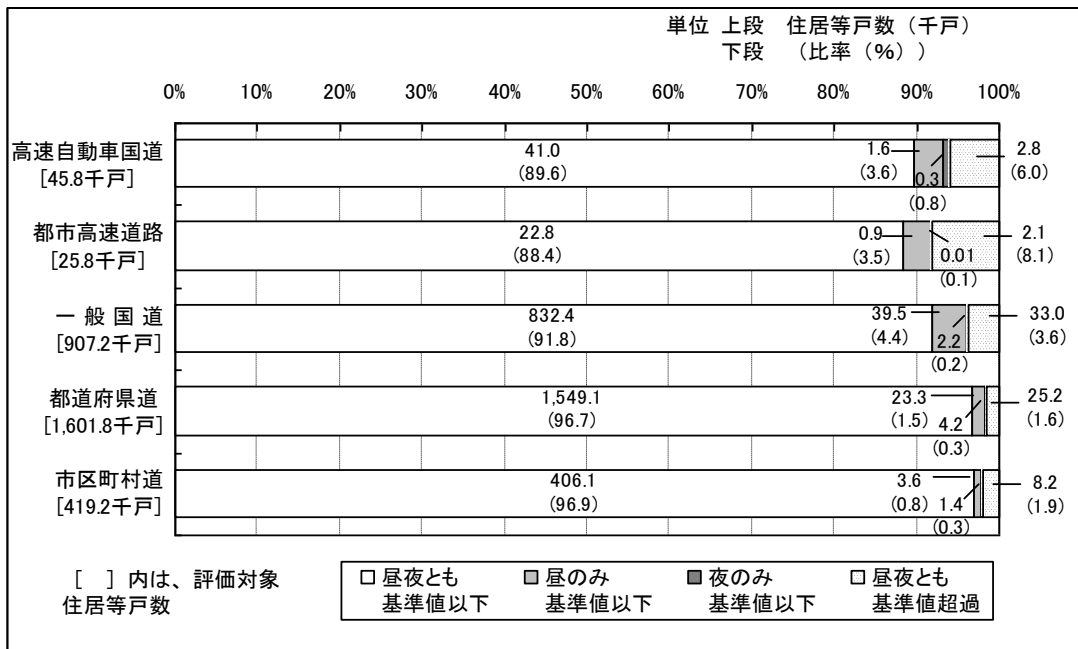 単位 上段 住居等戸数（千戸）
下段 （比率（%））
0% 10% 20% 30% 40% 50% 60% 70% 80% 90% 100%
高速自動車国道
[45.8千戸]
41.0
(89.6)
1.6
(3.6)
0.3
(0.8)
2.8
(6.0)
都市高速道路
[25.8千戸]
22.8
(88.4)
0.9
(3.5)
0.01
(0.1)
2.1
(8.1)
一 般 国 道
[907.2千戸]
832.4
(91.8)
39.5
(4.4)
2.2
(0.2)
33.0
(3.6)
都道府県道
[1,601.8千戸]
1,549.1
(96.7)
23.3
(1.5)
4.2
(0.3)
25.2
(1.6)
市区町村道
[419.2千戸]
406.1
(96.9)
3.6
(0.8)
1.4
(0.3)
8.2
(1.9)
［ ］内は、評価対象
住居等戸数
昼夜とも
基準値以下
昼のみ
基準値以下
夜のみ
基準値以下
昼夜とも
基準値超過